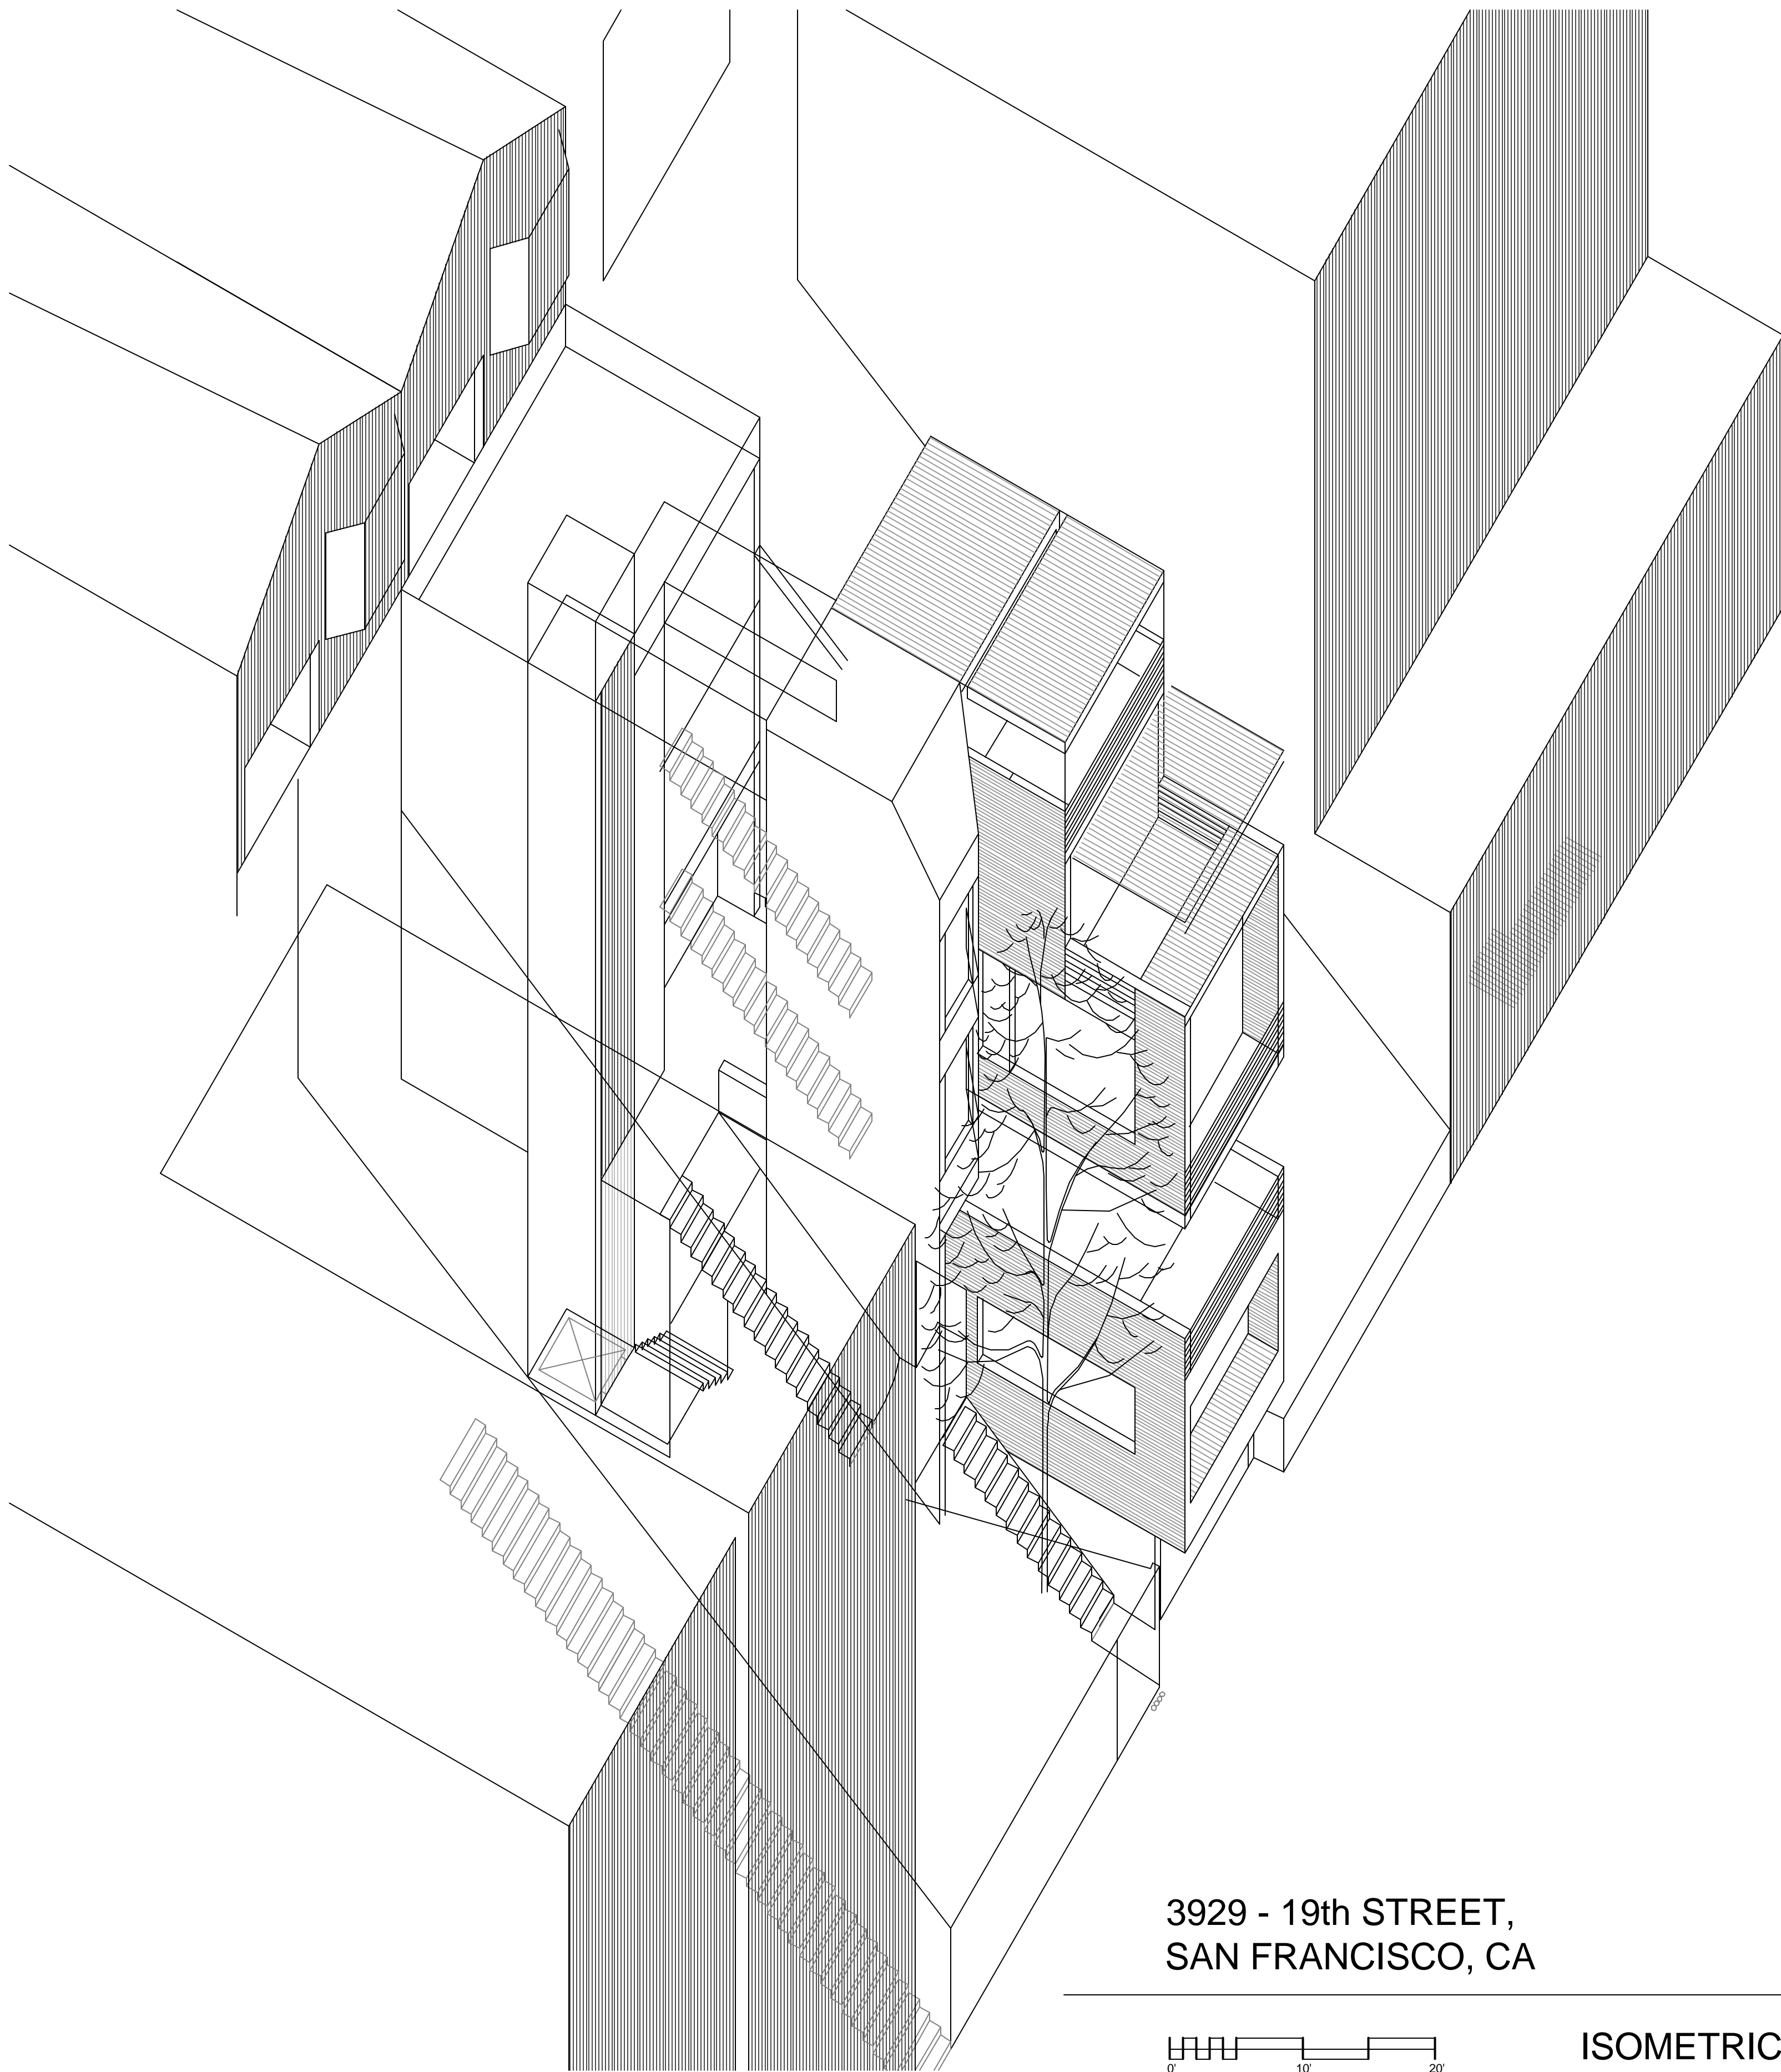 3929 - 19th STREET,
SAN FRANCISCO, CA
ISOMETRIC
0' 10' 20'